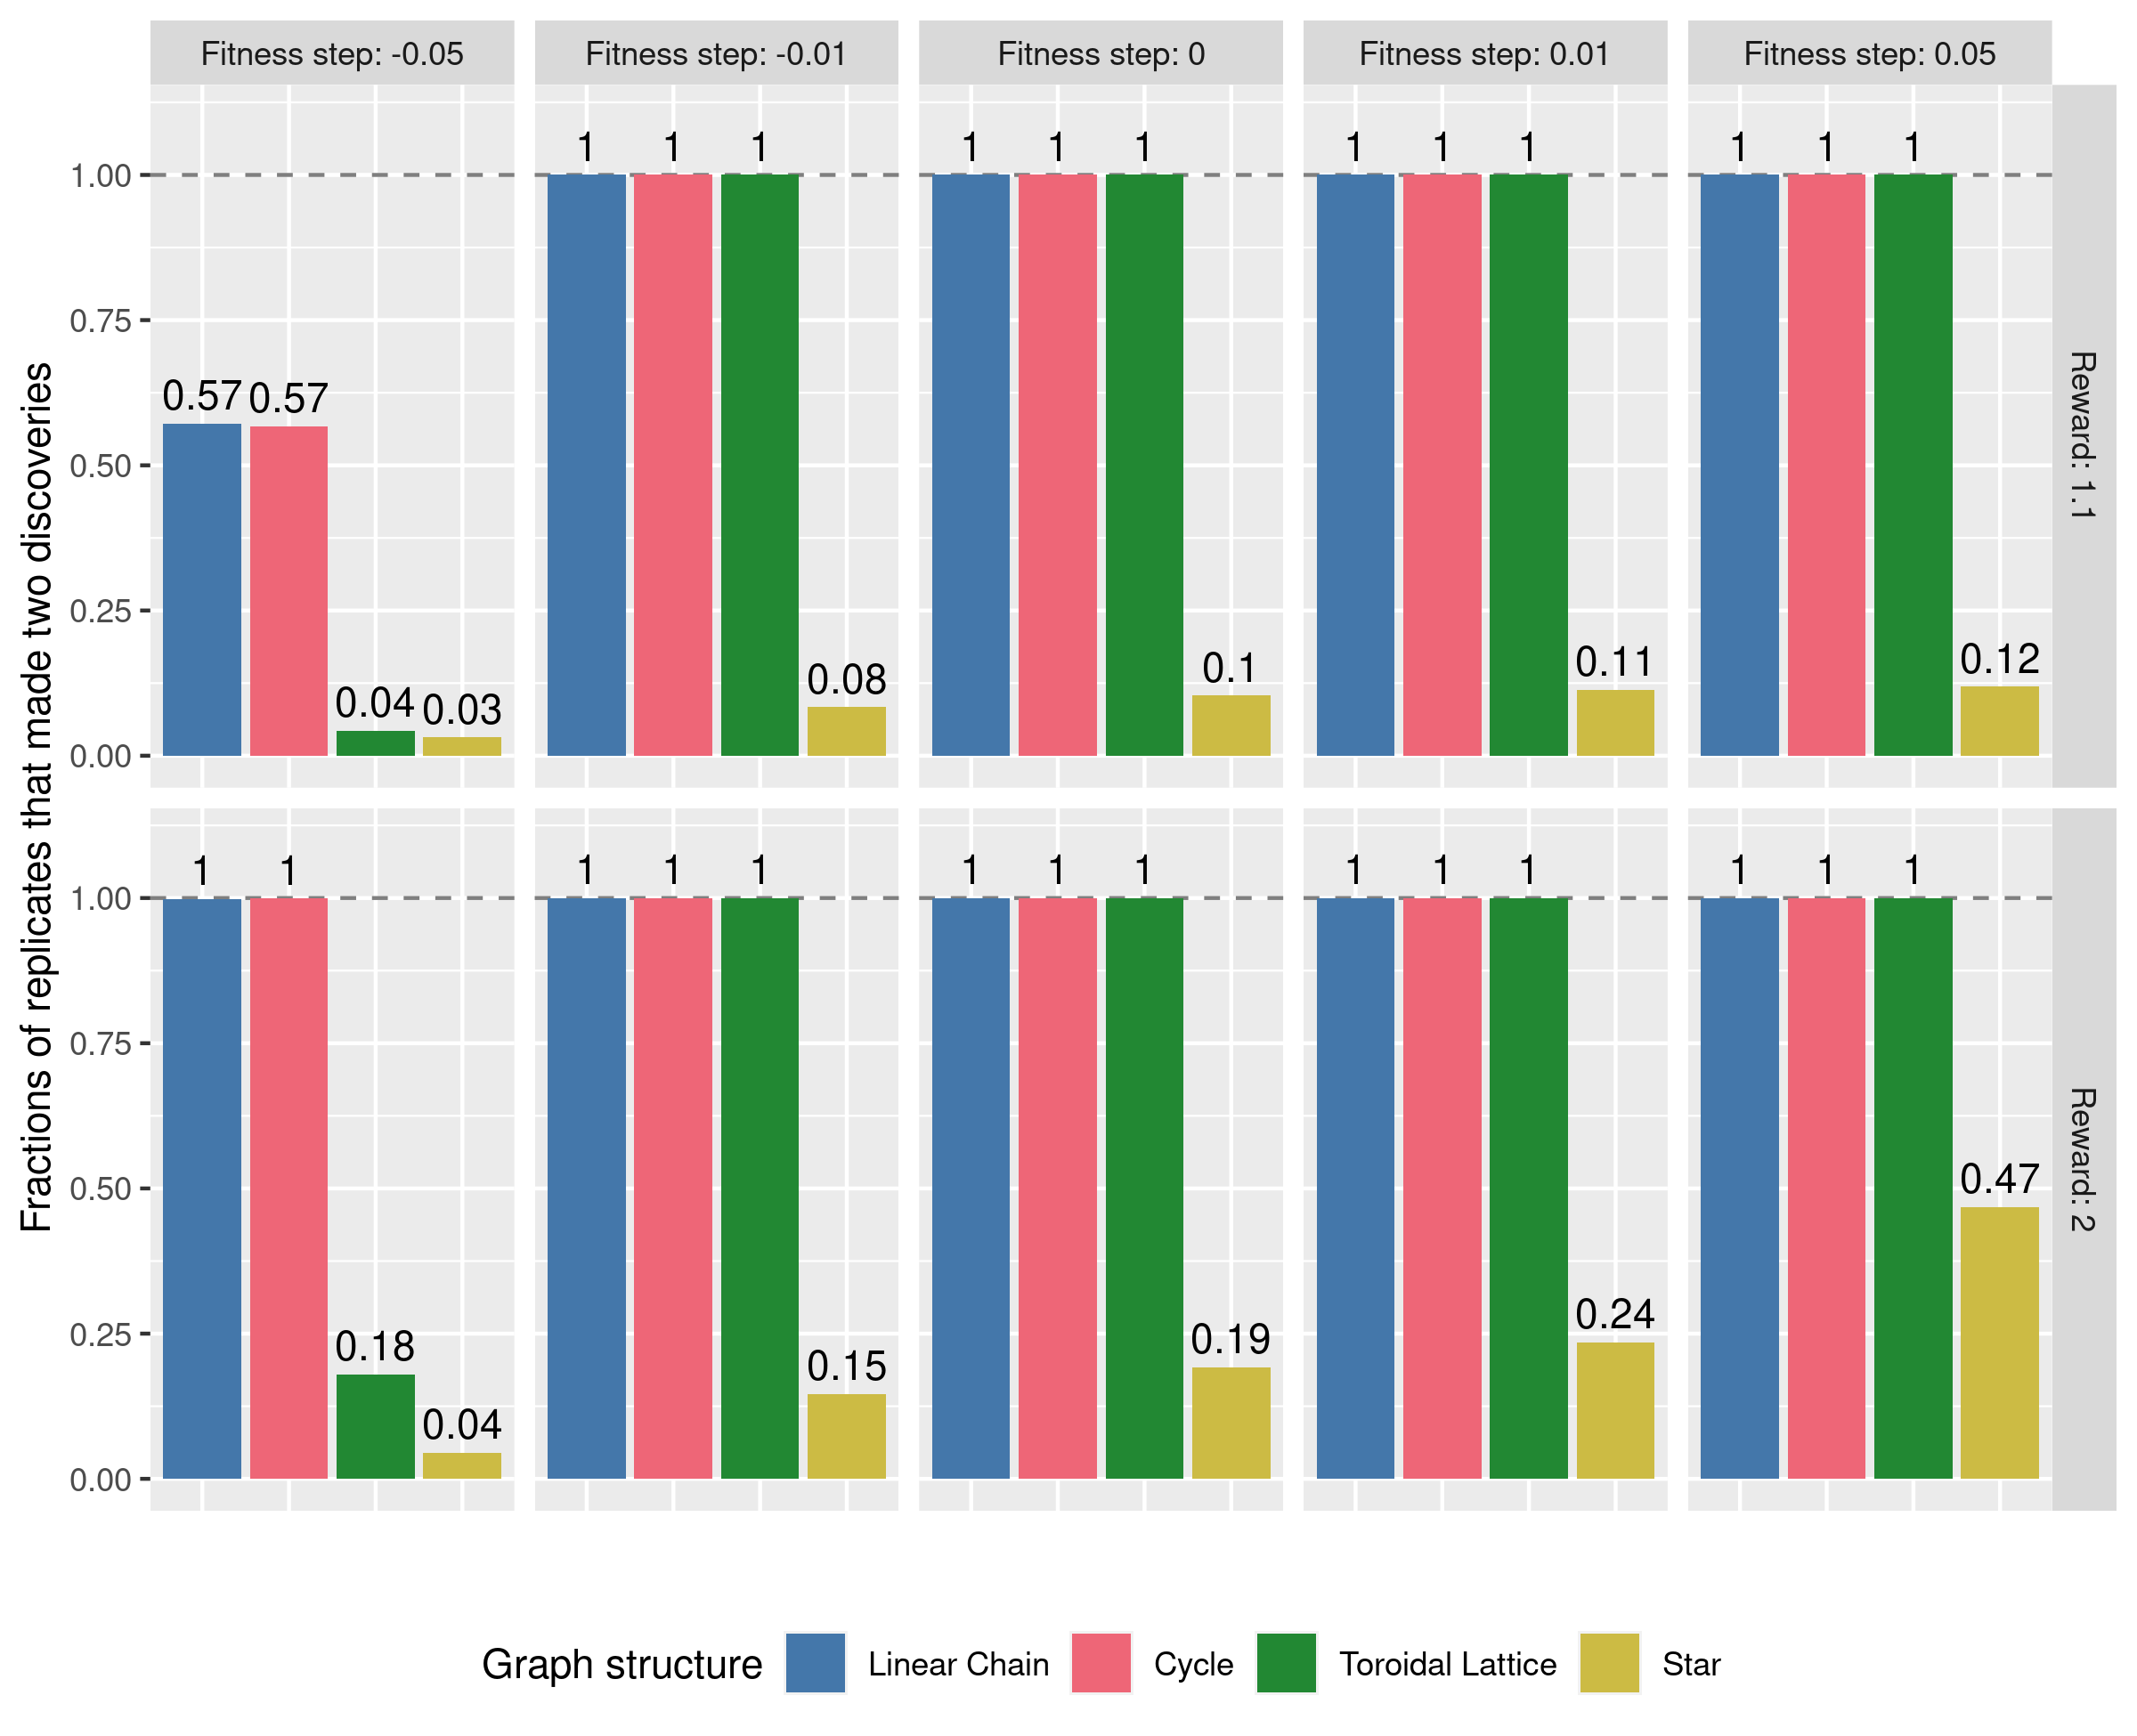 Fitness step: -0.05
Fitness step: -0.01
Fitness step: 0
Fitness step: 0.01
Fitness step: 0.05
Fractions of replicates that made two discoveries
1.00
0.75
0.50
0.25
0.00
0.57 0.57 0.04 0.03
1 1 1 0.08
1 1 1 0.1
1 1 1 0.11
1 1 1 0.12
Reward: 1.1
1.00
0.75
0.50
0.25
0.00
1 1 0.18 0.04
1 1 1 0.15
1 1 1 0.19
1 1 1 0.24
1 1 1 0.47
Reward: 2
Graph structure Linear Chain Cycle Toroidal Lattice Star